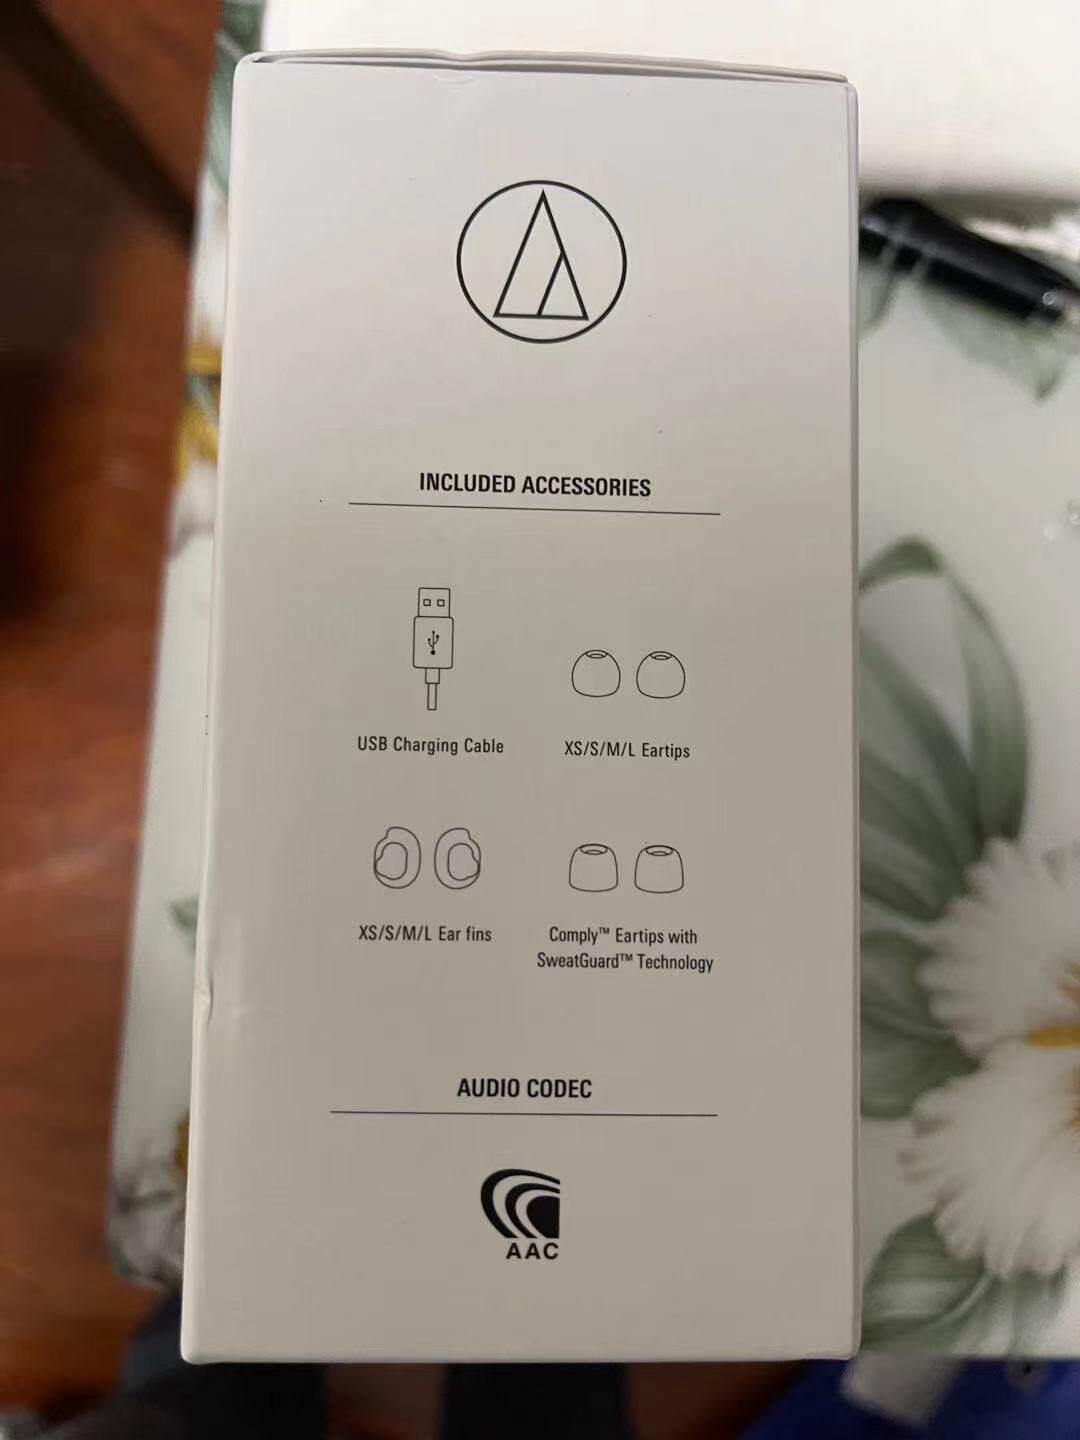 INCLUDED ACCESSORIES
USB Charging Cable
XS/S/M/L Eartips
XS/S/M/L Ear fins
Comply™ Eartips with
SweatGuard™ Technology
AUDIO CODEC
AAC